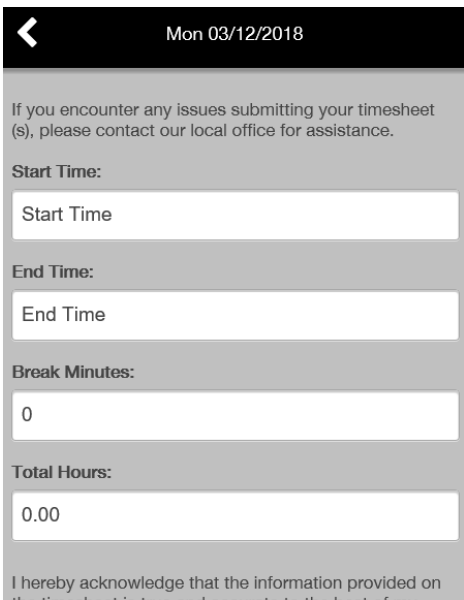 Mon 03/12/2018
If you encounter any issues submitting your timesheet
(s), please contact our local office for assistance.
Start Time:
Start Time
End Time:
End Time
Break Minutes:
0
Total Hours:
0.00
I hereby acknowledge that the information provided on